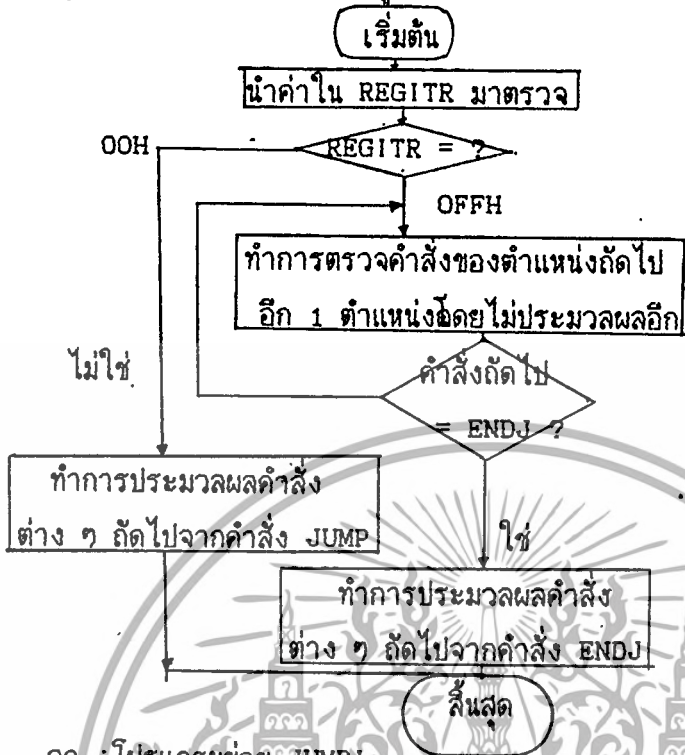 เริ่มต้น
นำค่าใน REGITR มาตรวจ
OOH
REGITR = ?
OFFH
ทำการตรวจคำสั่งของตำแหน่งถัดไป
อีก 1 ตำแหน่งโดยไม่ประมวลผลอีก
ไม่ใช่
คำสั่งถัดไป
= ENDJ ?
ทำการประมวลผลคำสั่ง
ต่าง ๆ ถัดไปจากคำสั่ง JUMP
ใช่
ทำการประมวลผลคำสั่ง
ต่าง ๆ ถัดไปจากคำสั่ง ENDJ
สิ้นสุด